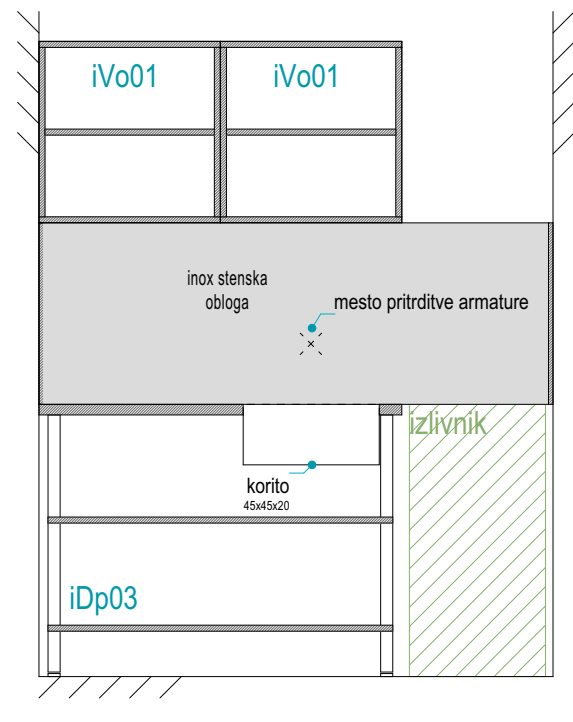 iVo01
iVo01
inox stenska
obloga
mesto pritrditve armature
izlivnik
korito
45x45x20
iDp03